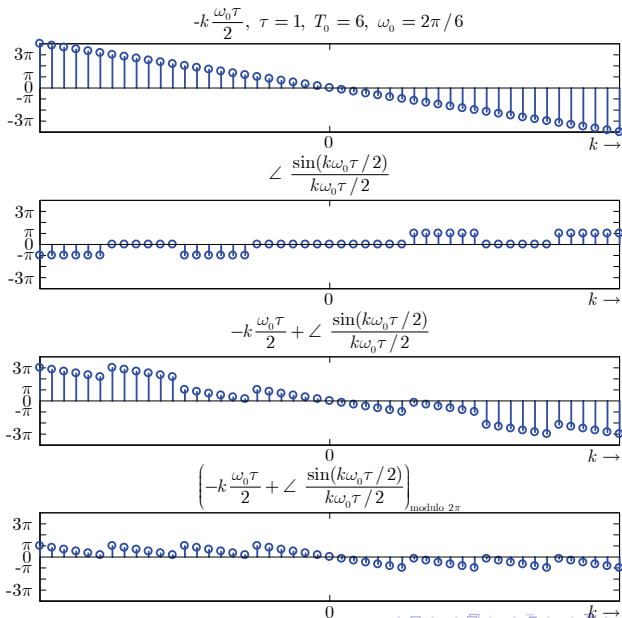 -k ω₀τ/2, τ = 1, T₀ = 6, ω₀ = 2π/6
3π
π
0
-π
-3π
0
k →
∠ sin(kω₀τ/2)/kω₀τ/2
3π
π
0
-π
-3π
0
k →
−k ω₀τ/2 + ∠ sin(kω₀τ/2)/kω₀τ/2
3π
π
0
-π
-3π
0
k →
(−k ω₀τ/2 + ∠ sin(kω₀τ/2)/kω₀τ/2) modulo 2π
3π
π
0
-π
-3π
0
k →